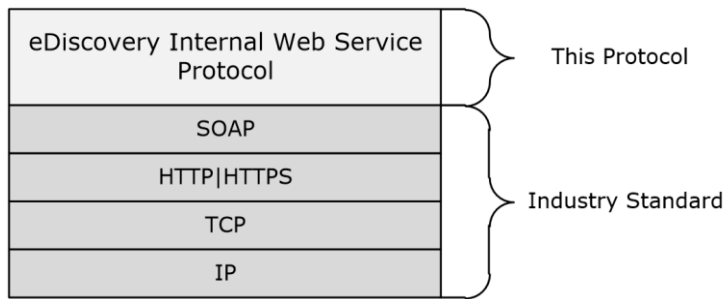 eDiscovery Internal Web Service
Protocol
This Protocol
SOAP
HTTP|HTTPS
TCP
IP
Industry Standard